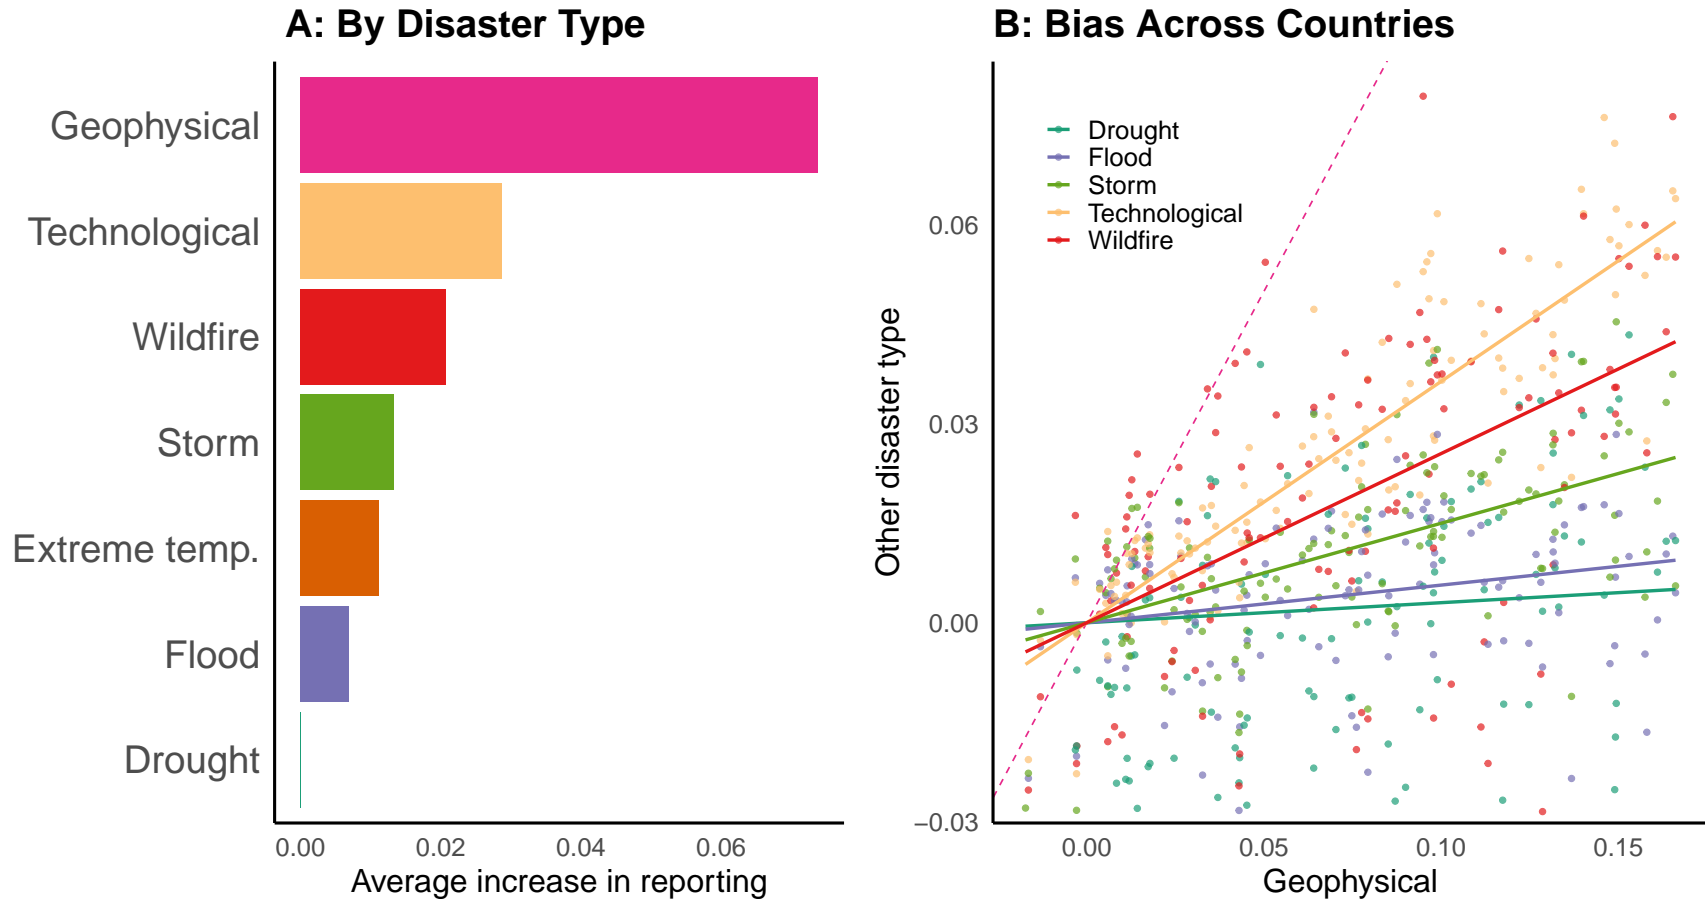 A: By Disaster Type
Geophysical
Technological
Wildfire
Storm
Extreme temp.
Flood
Drought
0.00
0.02
0.04
0.06
Average increase in reporting
B: Bias Across Countries
Drought
Flood
Storm
Technological
Wildfire
Other disaster type
0.06
0.03
0.00
−0.03
0.00
0.05
0.10
0.15
Geophysical